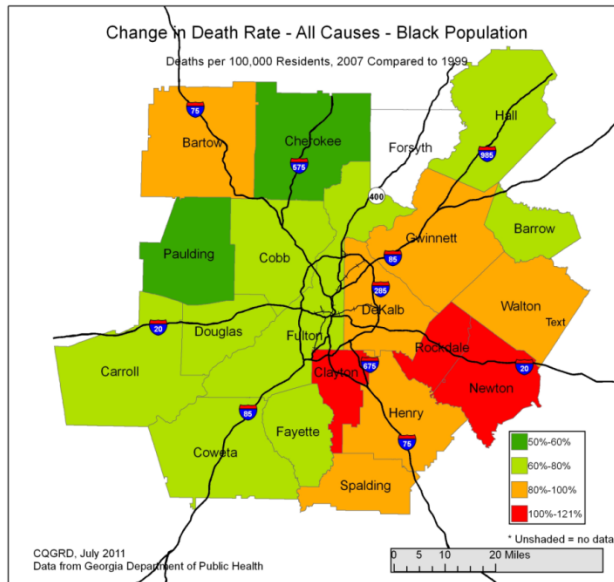 Change in Death Rate - All Causes - Black Population
Deaths per 100,000 Residents, 2007 Compared to 1999
75
Bartow
Cherokee
575
Forsyth
Hall
985
400
Paulding
Cobb
Gwinnett
85
Barrow
285
DeKalb
Walton
Text
20
Douglas
Fulton
Rockdale
Carroll
Clayton
675
20
Newton
85
Henry
Fayette
75
Coweta
Spalding
50%-60%
60%-80%
80%-100%
100%-121%
* Unshaded = no data
CQGRD, July 2011
Data from Georgia Department of Public Health
0 5 10 20 Miles